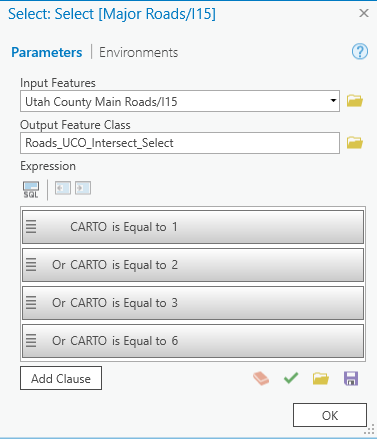 Select: Select [Major Roads/I15]
Parameters | Environments
Input Features
Utah County Main Roads/I15
Output Feature Class
Roads_UCO_Intersect_Select
Expression
SQL
CARTO is Equal to 1
Or CARTO is Equal to 2
Or CARTO is Equal to 3
Or CARTO is Equal to 6
Add Clause
OK